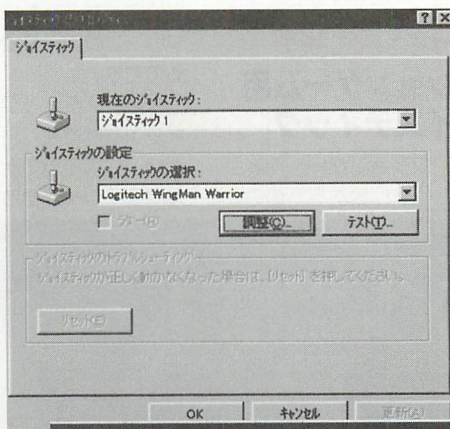 ジョイスティック
現在のジョイスティック:
ジョイスティック 1
ジョイスティックの設定
ジョイスティックの選択:
Logitech WingMan Warrior
ラダー(R)
調整(C)...
テスト(T)...
ジョイスティックのトラブルシューティング
ジョイスティックが正しく動かなくなった場合は、[リセット] を押してください。
リセット(E)
OK
キャンセル
更新(A)